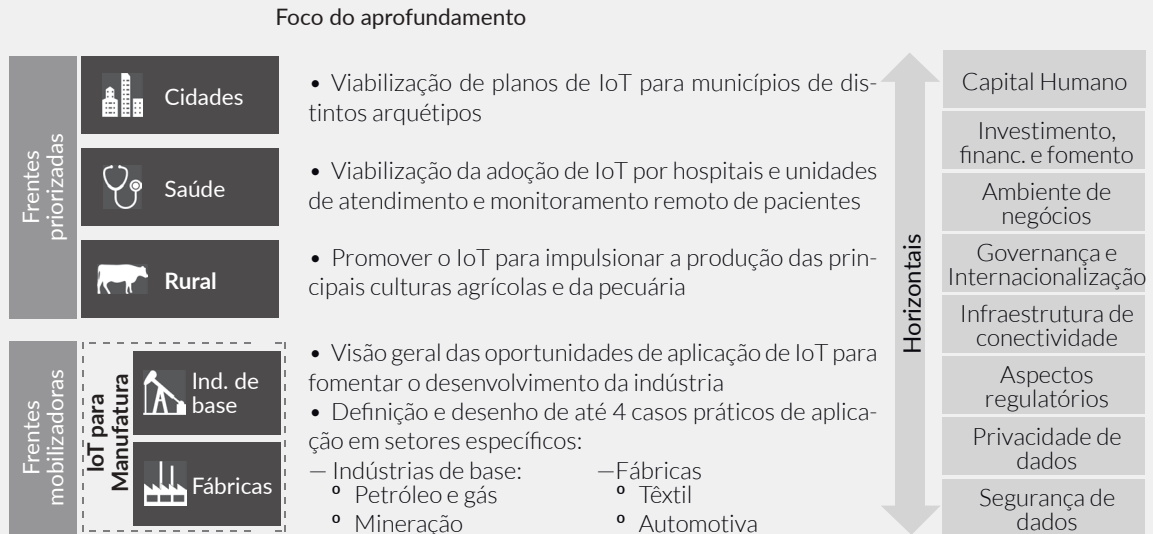 Foco do aprofundamento
Frentes
priorizadas
Cidades
• Viabilização de planos de IoT para municípios de dis-
tintos arquétipos
Saúde
• Viabilização da adoção de IoT por hospitais e unidades
de atendimento e monitoramento remoto de pacientes
Rural
• Promover o IoT para impulsionar a produção das prin-
cipais culturas agrícolas e da pecuária
Frentes
mobilizadoras
IoT para
Manufatura
Ind. de
base
Fábricas
• Visão geral das oportunidades de aplicação de IoT para
fomentar o desenvolvimento da indústria
• Definição e desenho de até 4 casos práticos de aplica-
ção em setores específicos:
— Indústrias de base:
º Petróleo e gás
º Mineração
—Fábricas
º Têxtil
º Automotiva
Horizontais
Capital Humano
Investimento,
financ. e fomento
Ambiente de
negócios
Governança e
Internacionalização
Infraestrutura de
conectividade
Aspectos
regulatórios
Privacidade de
dados
Segurança de
dados